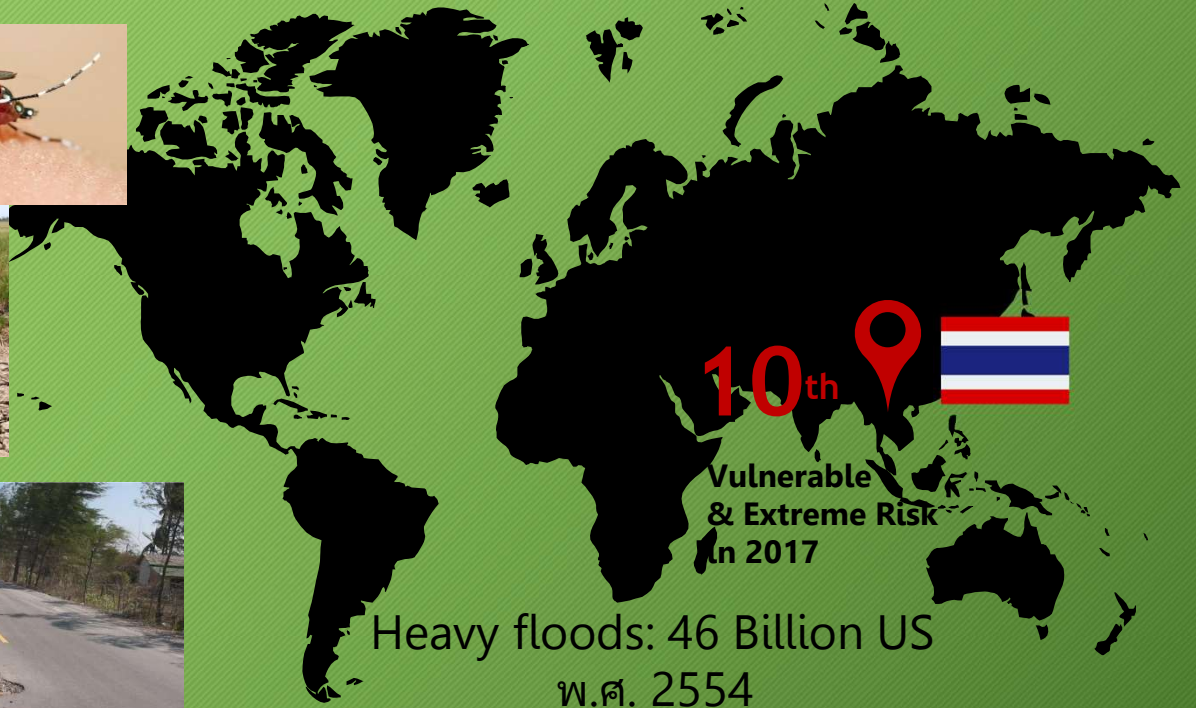 10th
Vulnerable
& Extreme Risk
In 2017
Heavy floods: 46 Billion US
พ.ศ. 2554